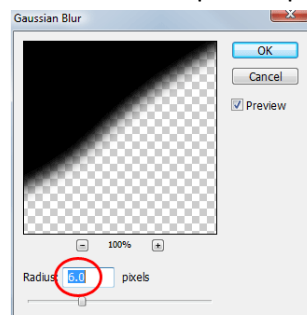 Gaussian Blur
OK
Cancel
Preview
100%
Radius: 6.0 pixels